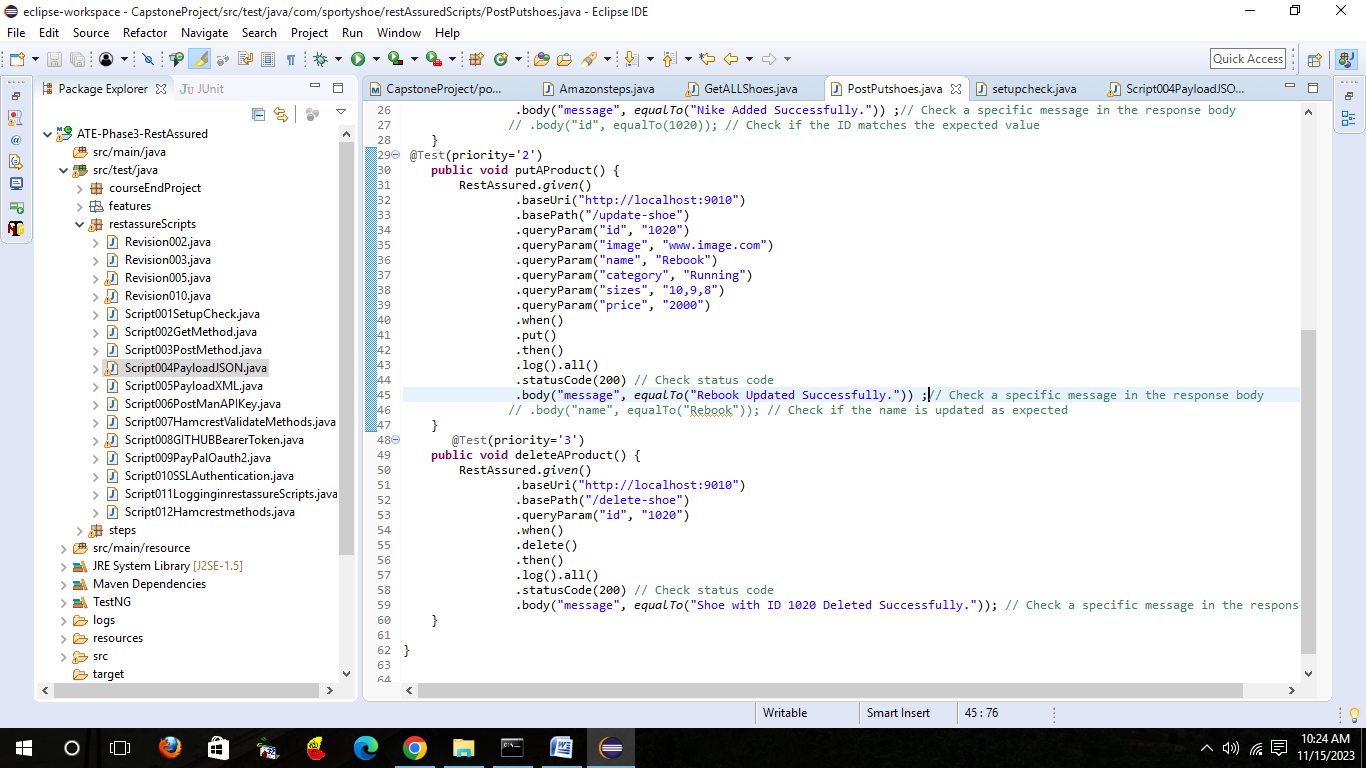 eclipse-workspace - CapstoneProject/src/test/java/com/sportyshoe/restAssuredScripts/PostPutshoes.java - Eclipse IDE
File Edit Source Refactor Navigate Search Project Run Window Help
Quick Access
Package Explorer JUnit
CapstoneProject/po... Amazonsteps.java GetALLShoes.java PostPutshoes.java setupcheck.java Script004PayloadJSO...
ATE-Phase3-RestAssured
src/main/java
src/test/java
courseEndProject
features
restassureScripts
Revision002.java
Revision003.java
Revision005.java
Revision010.java
Script001SetupCheck.java
Script002GetMethod.java
Script003PostMethod.java
Script004PayloadJSON.java
Script005PayloadXML.java
Script006PostManAPIKey.java
Script007HamcrestValidateMethods.java
Script008GITHUBBearerToken.java
Script009PayPalOauth2.java
Script010SSLAuthentication.java
Script011LogginginrestassureScripts.java
Script012Hamcrestmethods.java
steps
src/main/resource
JRE System Library [J2SE-1.5]
Maven Dependencies
TestNG
logs
resources
src
target
26 .body("message", equalTo("Nike Added Successfully.")) ;// Check a specific message in the response body
27 // .body("id", equalTo(1020)); // Check if the ID matches the expected value
28 }
29 @Test(priority='2')
30 public void putAProduct() {
31 RestAssured.given()
32 .baseUri("http://localhost:9010")
33 .basePath("/update-shoe")
34 .queryParam("id", "1020")
35 .queryParam("image", "www.image.com")
36 .queryParam("name", "Rebook")
37 .queryParam("category", "Running")
38 .queryParam("sizes", "10,9,8")
39 .queryParam("price", "2000")
40 .when()
41 .put()
42 .then()
43 .log().all()
44 .statusCode(200) // Check status code
45 .body("message", equalTo("Rebook Updated Successfully.")) ;// Check a specific message in the response body
46 // .body("name", equalTo("Rebook")); // Check if the name is updated as expected
47 }
48 @Test(priority='3')
49 public void deleteAProduct() {
50 RestAssured.given()
51 .baseUri("http://localhost:9010")
52 .basePath("/delete-shoe")
53 .queryParam("id", "1020")
54 .when()
55 .delete()
56 .then()
57 .log().all()
58 .statusCode(200) // Check status code
59 .body("message", equalTo("Shoe with ID 1020 Deleted Successfully.")); // Check a specific message in the respons
60 }
61
62 }
63
64
Writable Smart Insert 45 : 76
10:24 AM
11/15/2023